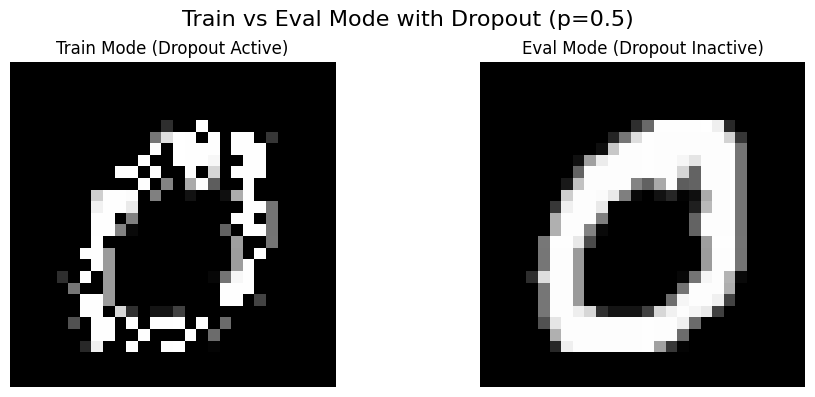 Train vs Eval Mode with Dropout (p=0.5)
Train Mode (Dropout Active)
Eval Mode (Dropout Inactive)